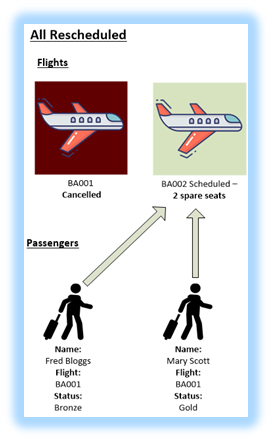 All Rescheduled
Flights
BA001
Cancelled
BA002 Scheduled –
2 spare seats
Passengers
Name:
Fred Bloggs
Flight:
BA001
Status:
Bronze
Name:
Mary Scott
Flight:
BA001
Status:
Gold